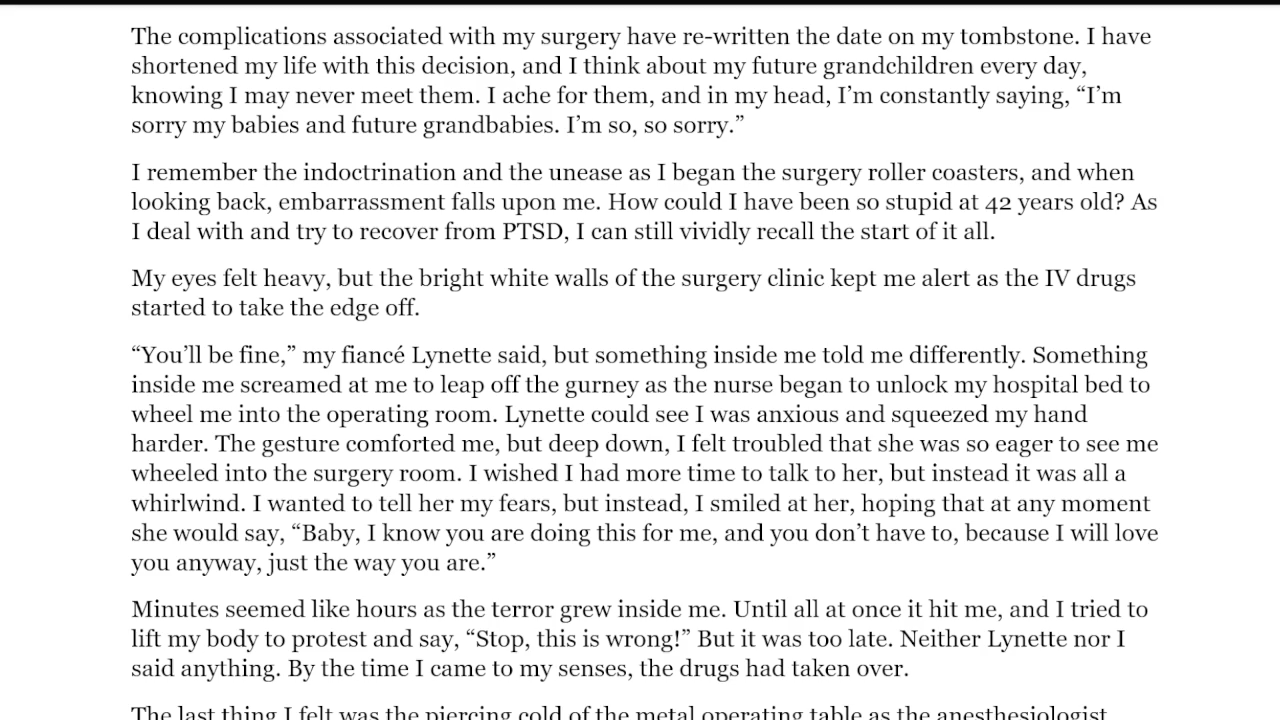 The complications associated with my surgery have re-written the date on my tombstone. I have
shortened my life with this decision, and I think about my future grandchildren every day,
knowing I may never meet them. I ache for them, and in my head, I’m constantly saying, “I’m
sorry my babies and future grandbabies. I’m so, so sorry.”
I remember the indoctrination and the unease as I began the surgery roller coasters, and when
looking back, embarrassment falls upon me. How could I have been so stupid at 42 years old? As
I deal with and try to recover from PTSD, I can still vividly recall the start of it all.
My eyes felt heavy, but the bright white walls of the surgery clinic kept me alert as the IV drugs
started to take the edge off.
“You’ll be fine,” my fiancé Lynette said, but something inside me told me differently. Something
inside me screamed at me to leap off the gurney as the nurse began to unlock my hospital bed to
wheel me into the operating room. Lynette could see I was anxious and squeezed my hand
harder. The gesture comforted me, but deep down, I felt troubled that she was so eager to see me
wheeled into the surgery room. I wished I had more time to talk to her, but instead it was all a
whirlwind. I wanted to tell her my fears, but instead, I smiled at her, hoping that at any moment
she would say, “Baby, I know you are doing this for me, and you don’t have to, because I will love
you anyway, just the way you are.”
Minutes seemed like hours as the terror grew inside me. Until all at once it hit me, and I tried to
lift my body to protest and say, “Stop, this is wrong!” But it was too late. Neither Lynette nor I
said anything. By the time I came to my senses, the drugs had taken over.
The last thing I felt was the piercing cold of the metal operating table as the anesthesiologist